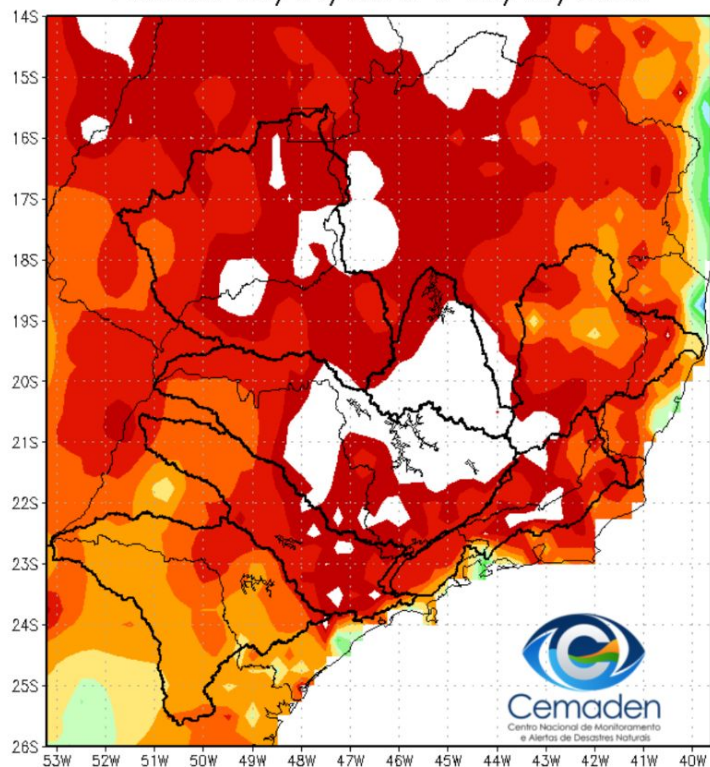 14S
15S
16S
17S
18S
19S
20S
21S
22S
23S
24S
25S
26S
53W 52W 51W 50W 49W 48W 47W 46W 45W 44W 43W 42W 41W 40W
Cemaden
Centro Nacional de Monitoramento
e Alertas de Desastres Naturais